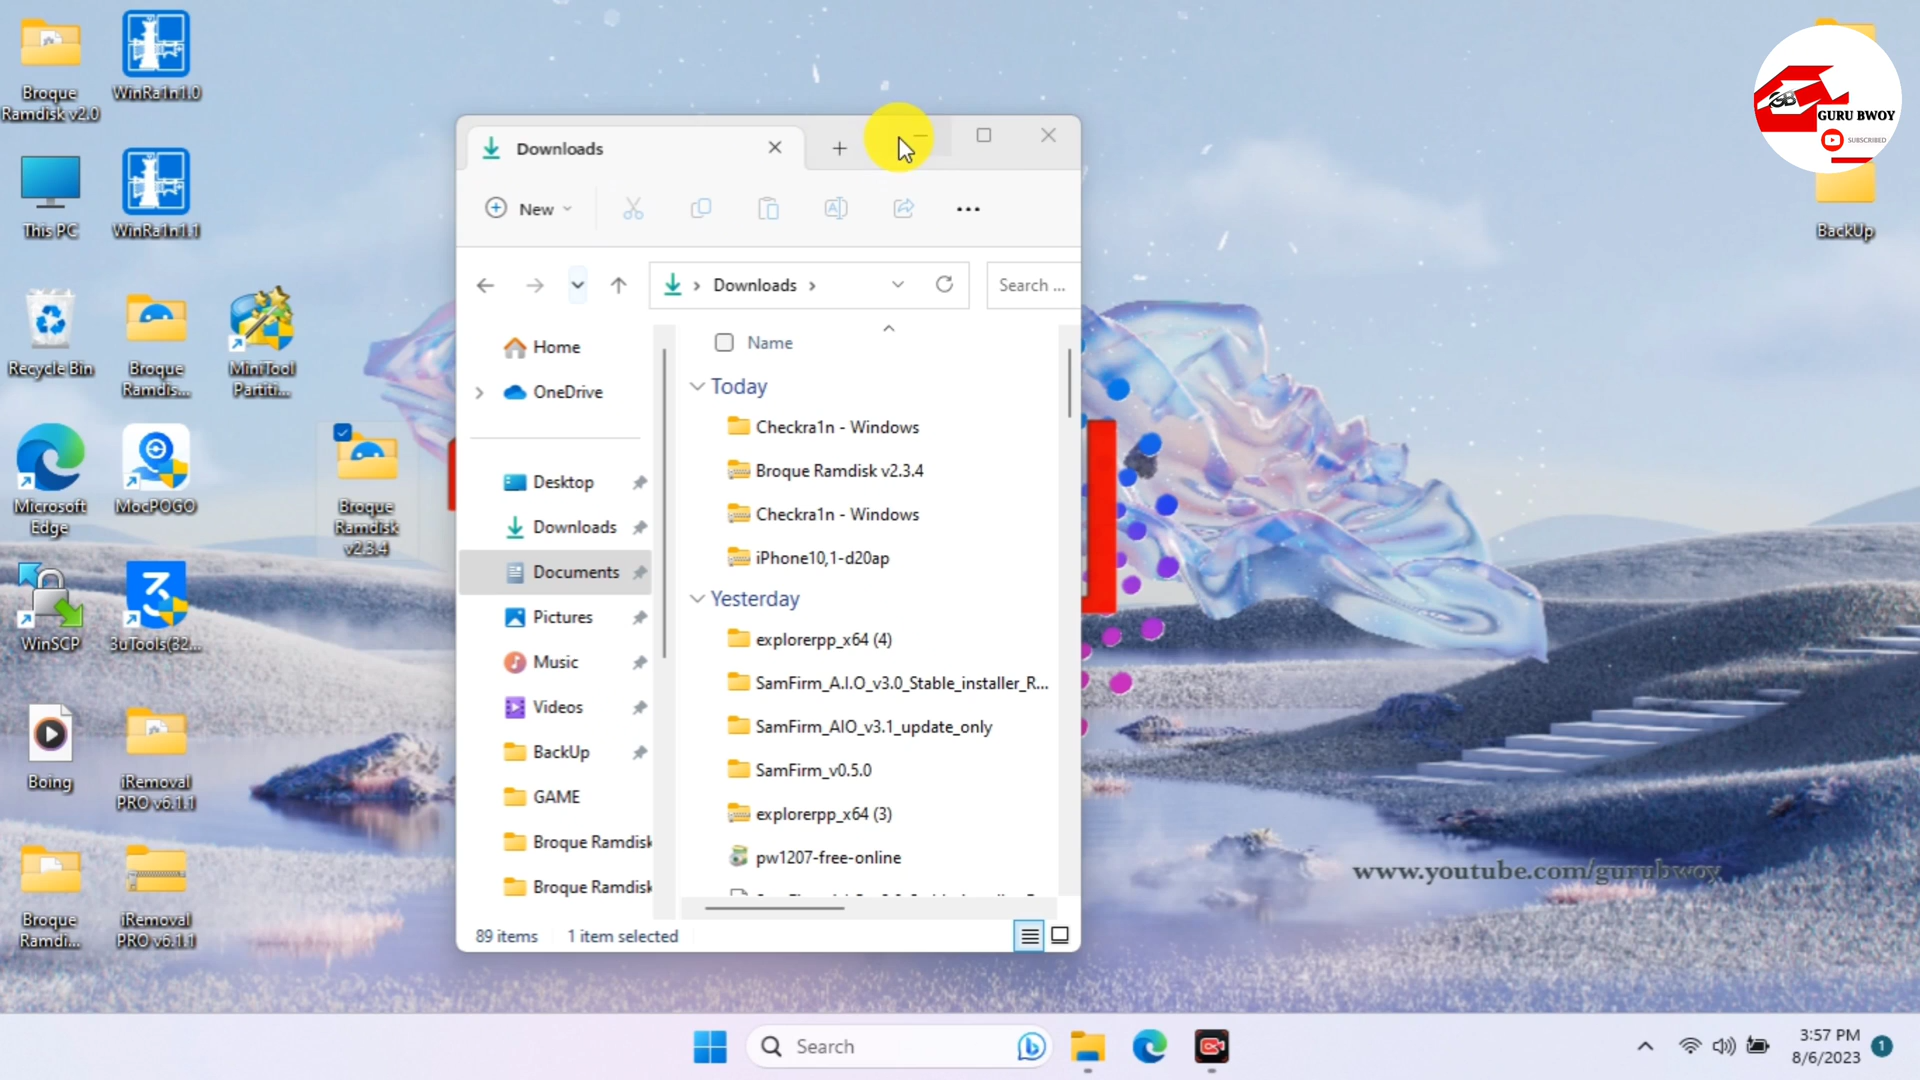 Broque
Ramdisk v2.0
WinRa1n1.0
This PC
WinRa1n1.1
Recycle Bin
Broque
Ramdis...
MiniTool
Partiti...
Microsoft
Edge
MocPOGO
Broque
Ramdisk
v2.3.4
WinSCP
3uTools(32...
Boing
iRemoval
PRO v6.1.1
Broque
Ramdi...
iRemoval
PRO v6.1.1
Downloads
New
Downloads
Search ...
Home
OneDrive
Desktop
Downloads
Documents
Pictures
Music
Videos
BackUp
GAME
Broque Ramdisk
Broque Ramdisk
Name
Today
Checkra1n - Windows
Broque Ramdisk v2.3.4
Checkra1n - Windows
iPhone10,1-d20ap
Yesterday
explorerpp_x64 (4)
SamFirm_A.I.O_v3.0_Stable_installer_R...
SamFirm_AIO_v3.1_update_only
SamFirm_v0.5.0
explorerpp_x64 (3)
pw1207-free-online
89 items
1 item selected
GB
GURU BWOY
SUBSCRIBED
BackUp
www.youtube.com/gurubwoy
Search
3:57 PM
8/6/2023
1